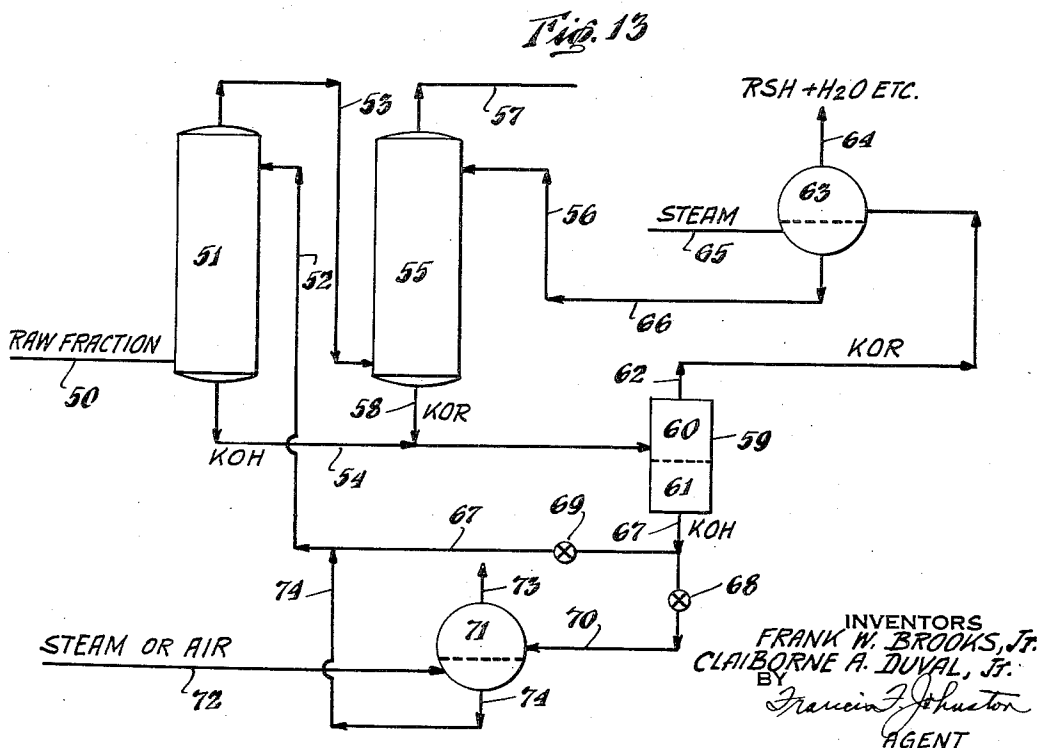 Fig. 13
RSH + H2O ETC.
53
57
64
63
STEAM
65
56
51
52
55
66
RAW FRACTION
50
KOR
62
58
KOR
60
59
KOH
54
61
69
67
67
KOH
74
73
68
71
70
STEAM OR AIR
72
74
INVENTORS
FRANK W. BROOKS, Jr.
CLAIBORNE A. DUVAL, Jr.
BY
Francis F. Johnston
AGENT